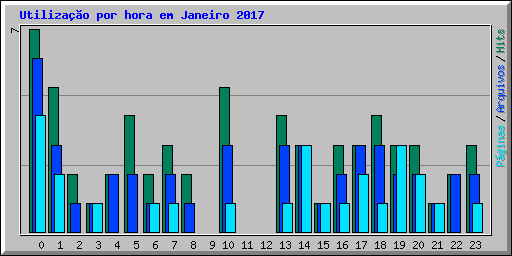 Utilização por hora em Janeiro 2017
7
Páginas / Arquivos / Hits
0 1 2 3 4 5 6 7 8 9 10 11 12 13 14 15 16 17 18 19 20 21 22 23